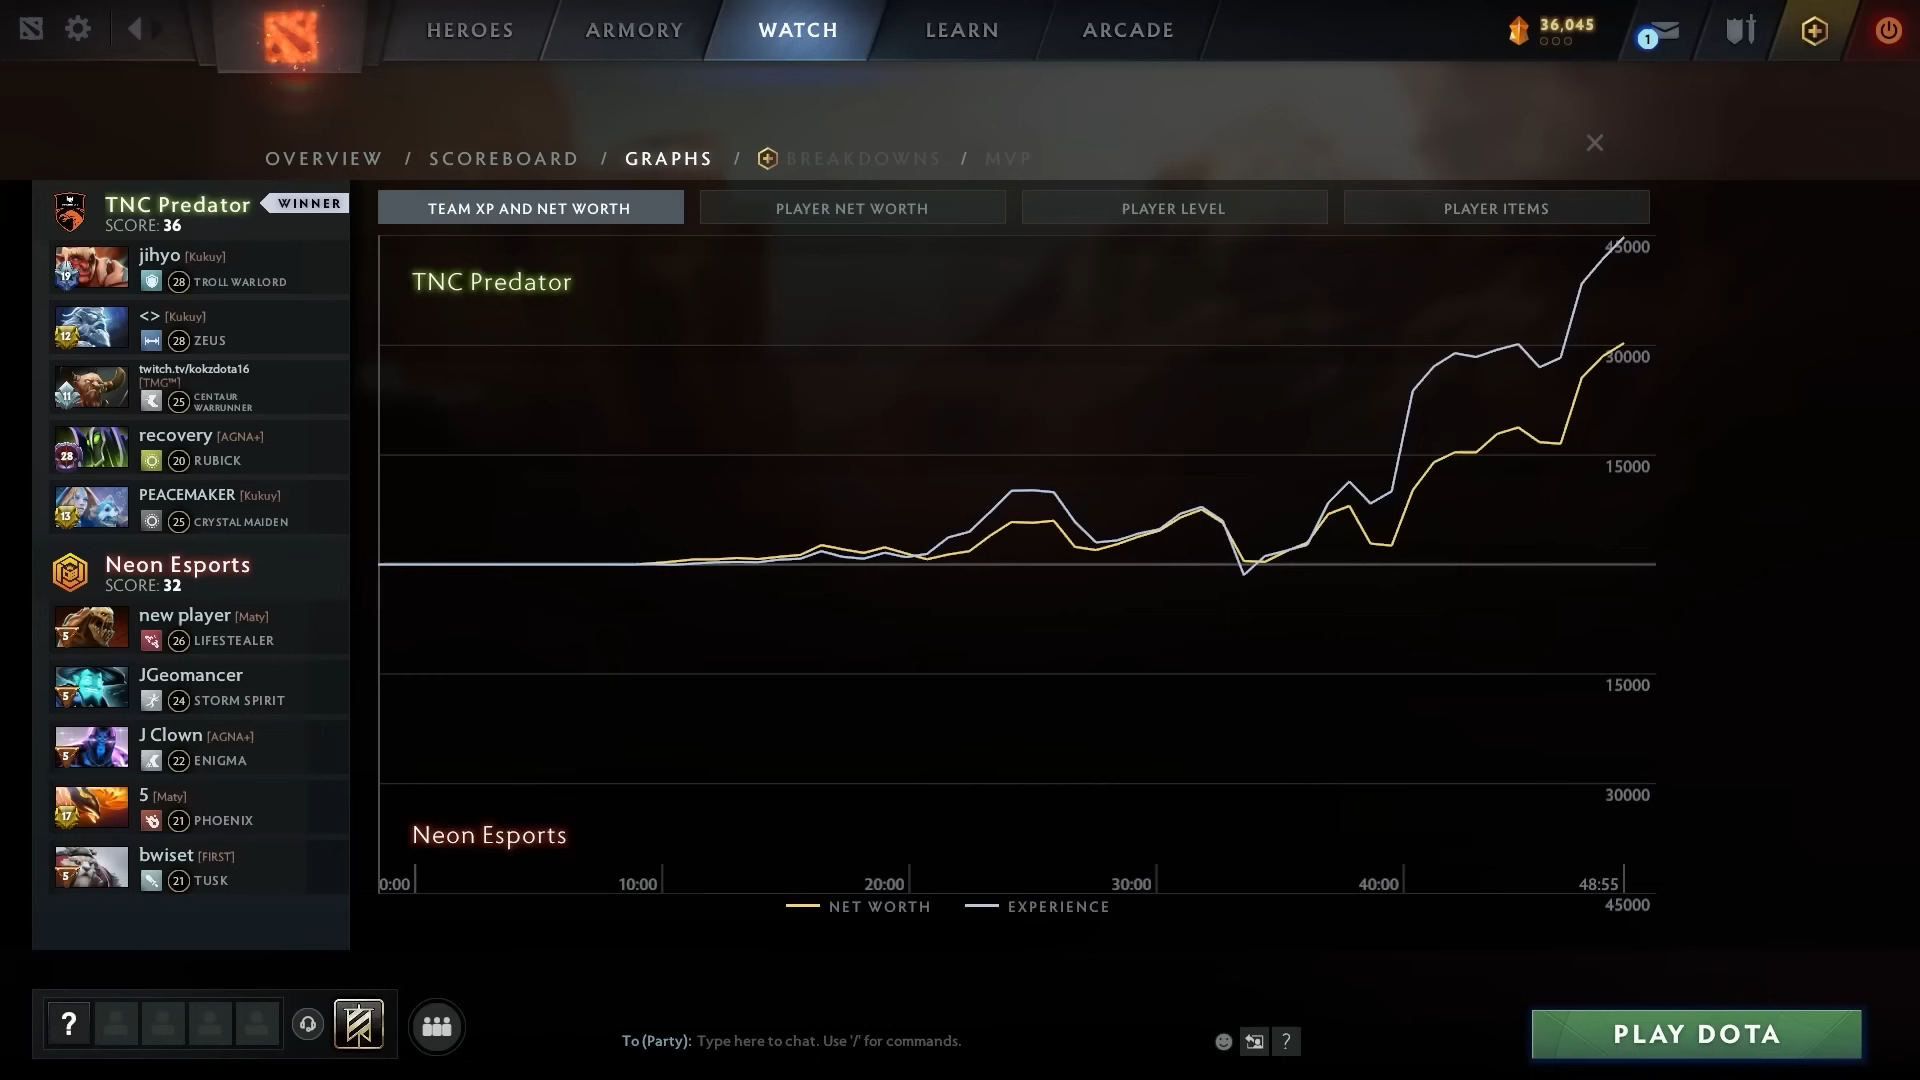 HEROES
ARMORY
WATCH
LEARN
ARCADE
36,045
1
OVERVIEW / SCOREBOARD / GRAPHS / BREAKDOWNS / MVP
TNC Predator
WINNER
SCORE: 36
jihyo [Kukuy]
19
28 TROLL WARLORD
<> [Kukuy]
12
28 ZEUS
twitch.tv/kokzdota16
[TMG™]
11
25 CENTAUR
WARRUNNER
recovery [AGNA+]
28
20 RUBICK
PEACEMAKER [Kukuy]
13
25 CRYSTAL MAIDEN
Neon Esports
SCORE: 32
new player [Maty]
5
26 LIFESTEALER
JGeomancer
5
24 STORM SPIRIT
J Clown [AGNA+]
5
22 ENIGMA
5 [Maty]
17
21 PHOENIX
bwiset [FIRST]
5
21 TUSK
TEAM XP AND NET WORTH
PLAYER NET WORTH
PLAYER LEVEL
PLAYER ITEMS
TNC Predator
45000
30000
15000
15000
30000
Neon Esports
0:00
10:00
20:00
30:00
40:00
48:55
45000
NET WORTH
EXPERIENCE
?
To (Party): Type here to chat. Use '/' for commands.
?
PLAY DOTA